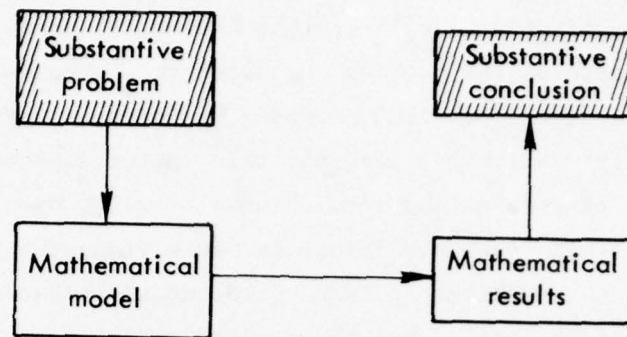 Substantive
problem
Substantive
conclusion
Mathematical
model
Mathematical
results